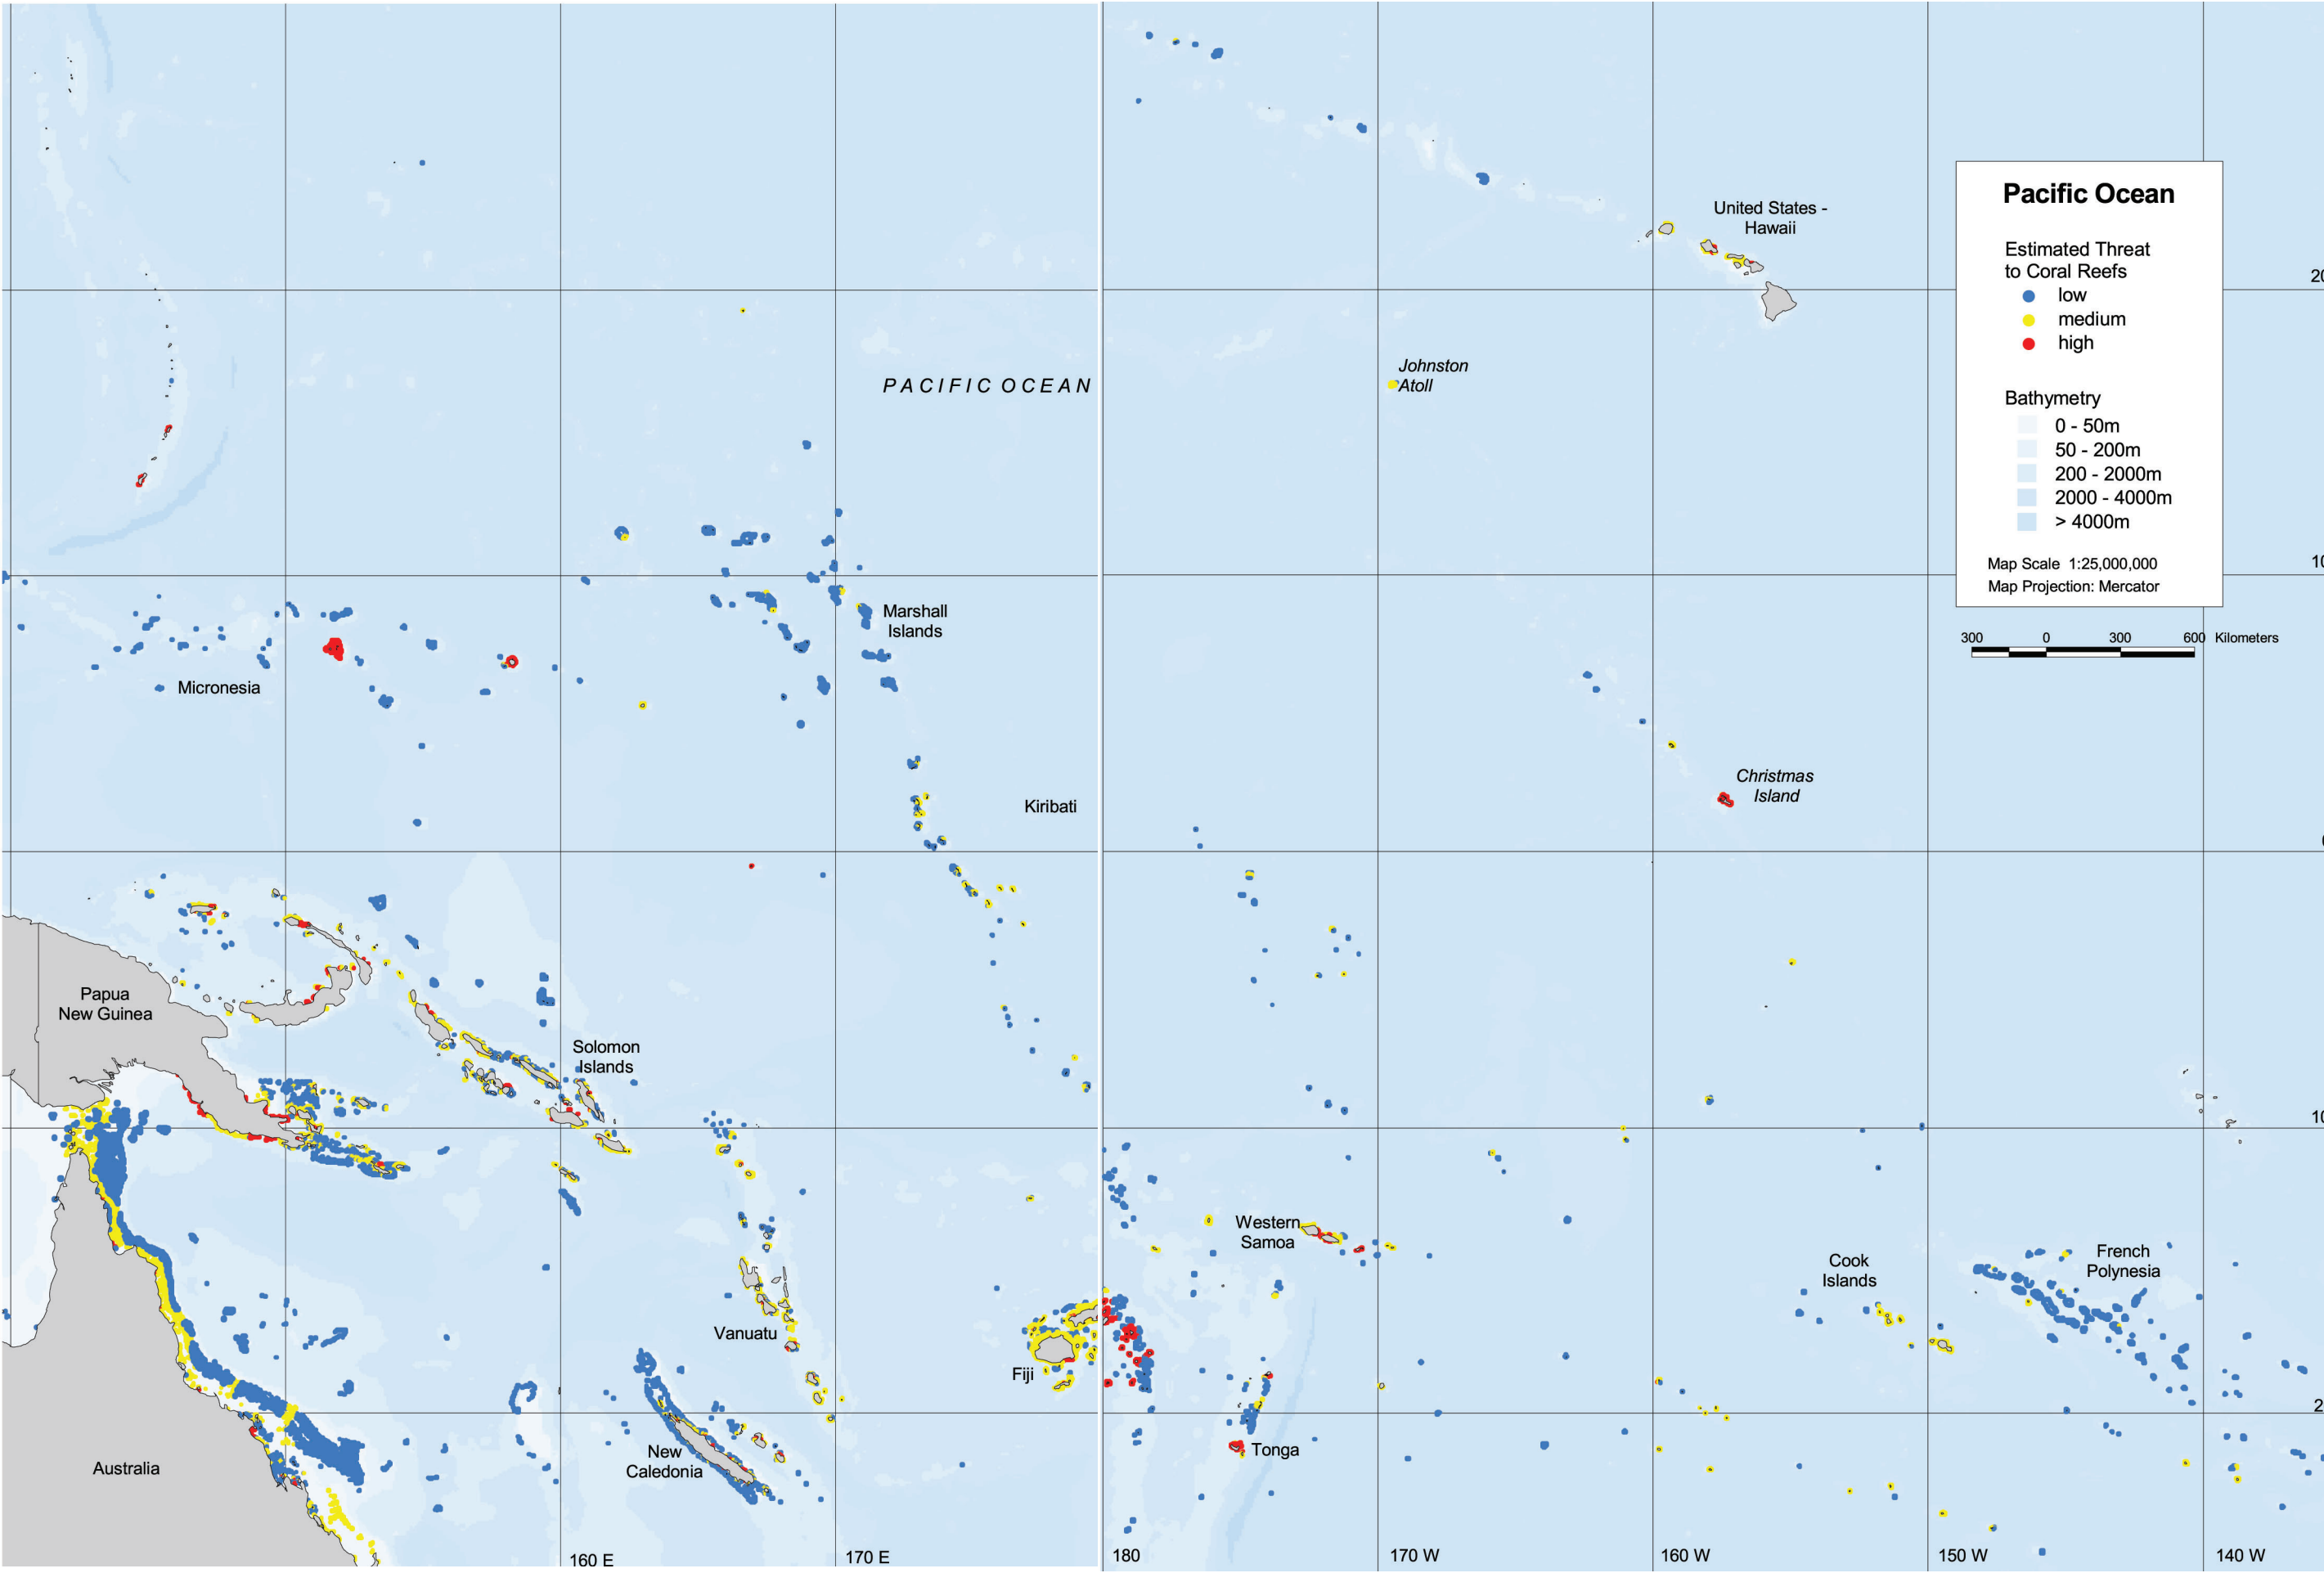 United States -
Hawaii
Pacific Ocean
Estimated Threat
to Coral Reefs
low
medium
high
Bathymetry
0 - 50m
50 - 200m
200 - 2000m
2000 - 4000m
> 4000m
Map Scale 1:25,000,000
Map Projection: Mercator
300 0 300 600 Kilometers
PACIFIC OCEAN
Johnston
Atoll
Marshall
Islands
Micronesia
Christmas
Island
Kiribati
Papua
New Guinea
Solomon
Islands
Western
Samoa
Cook
Islands
French
Polynesia
Vanuatu
Fiji
New
Caledonia
Tonga
Australia
160 E
170 E
180
170 W
160 W
150 W
140 W